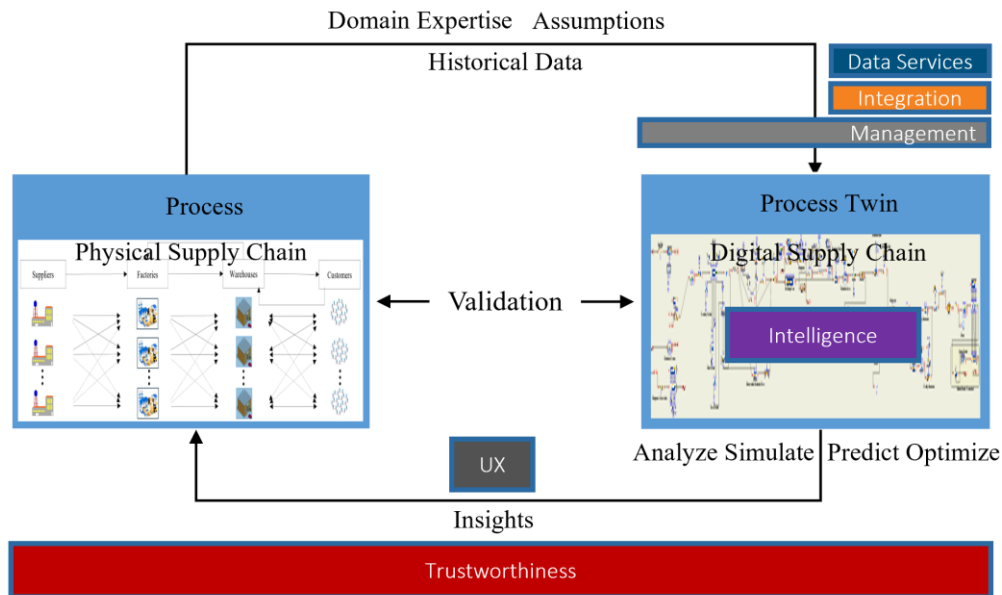 Domain Expertise Assumptions
Historical Data
Data Services
Integration
Management
Process
Physical Supply Chain
Suppliers
Factories
Warehouses
Customers
Validation
Process Twin
Digital Supply Chain
Intelligence
Analyze Simulate Predict Optimize
UX
Insights
Trustworthiness